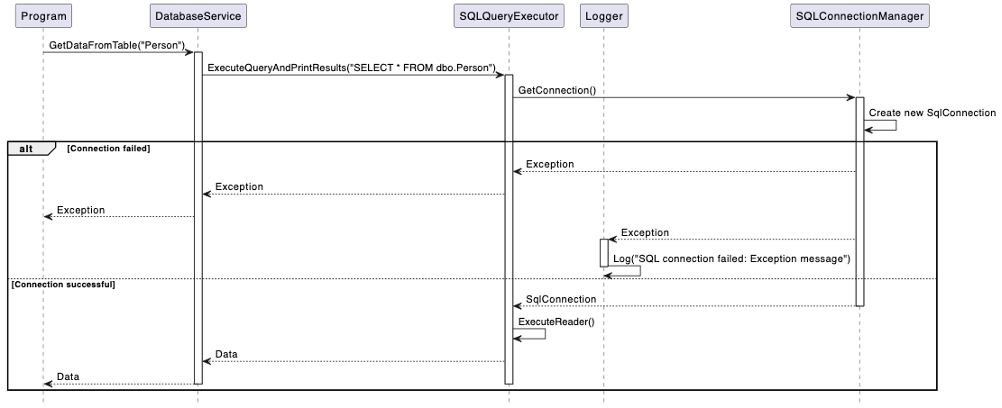 Program
DatabaseService
SQLQueryExecutor
Logger
SQLConnectionManager
GetDataFromTable("Person")
ExecuteQueryAndPrintResults("SELECT * FROM dbo.Person")
GetConnection()
Create new SqlConnection
alt
[Connection failed]
Exception
Exception
Exception
Exception
Log("SQL connection failed: Exception message")
[Connection successful]
SqlConnection
ExecuteReader()
Data
Data